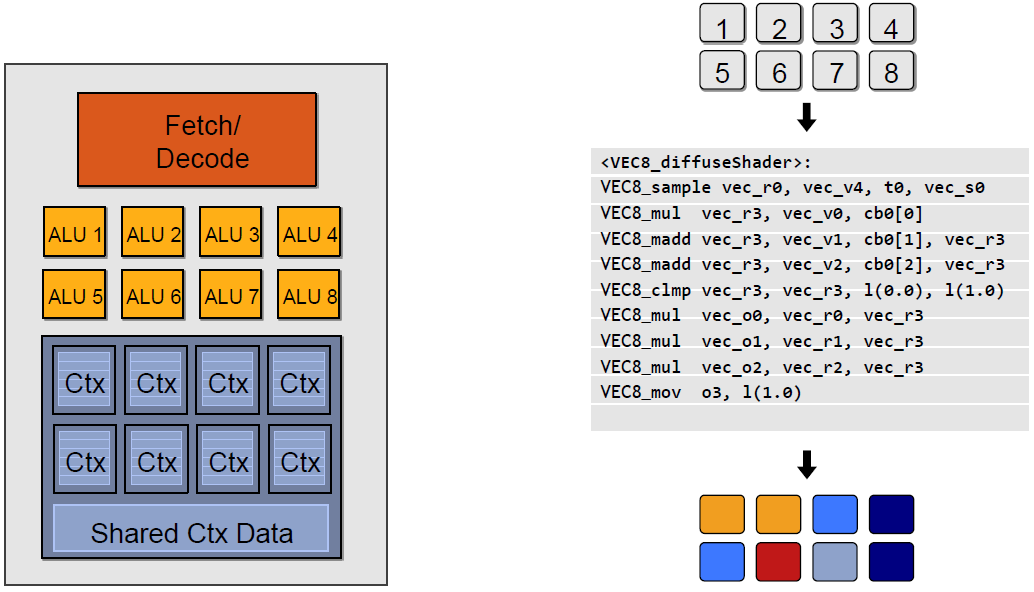 Fetch/
Decode
ALU 1 ALU 2 ALU 3 ALU 4
ALU 5 ALU 6 ALU 7 ALU 8
Ctx Ctx Ctx Ctx
Ctx Ctx Ctx Ctx
Shared Ctx Data
1 2 3 4
5 6 7 8
<VEC8_diffuseShader>:
VEC8_sample vec_r0, vec_v4, t0, vec_s0
VEC8_mul vec_r3, vec_v0, cb0[0]
VEC8_madd vec_r3, vec_v1, cb0[1], vec_r3
VEC8_madd vec_r3, vec_v2, cb0[2], vec_r3
VEC8_clmp vec_r3, vec_r3, l(0.0), l(1.0)
VEC8_mul vec_o0, vec_r0, vec_r3
VEC8_mul vec_o1, vec_r1, vec_r3
VEC8_mul vec_o2, vec_r2, vec_r3
VEC8_mov o3, l(1.0)